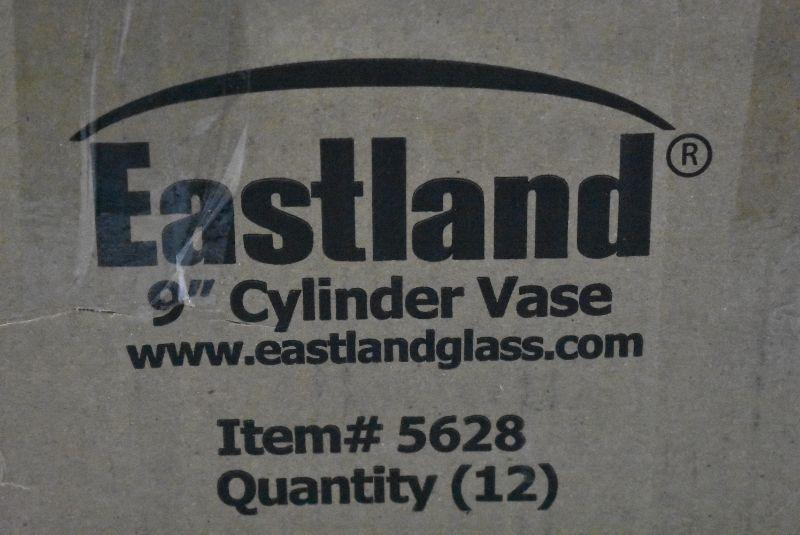 Eastland®
9" Cylinder Vase
www.eastlandglass.com
Item# 5628
Quantity (12)